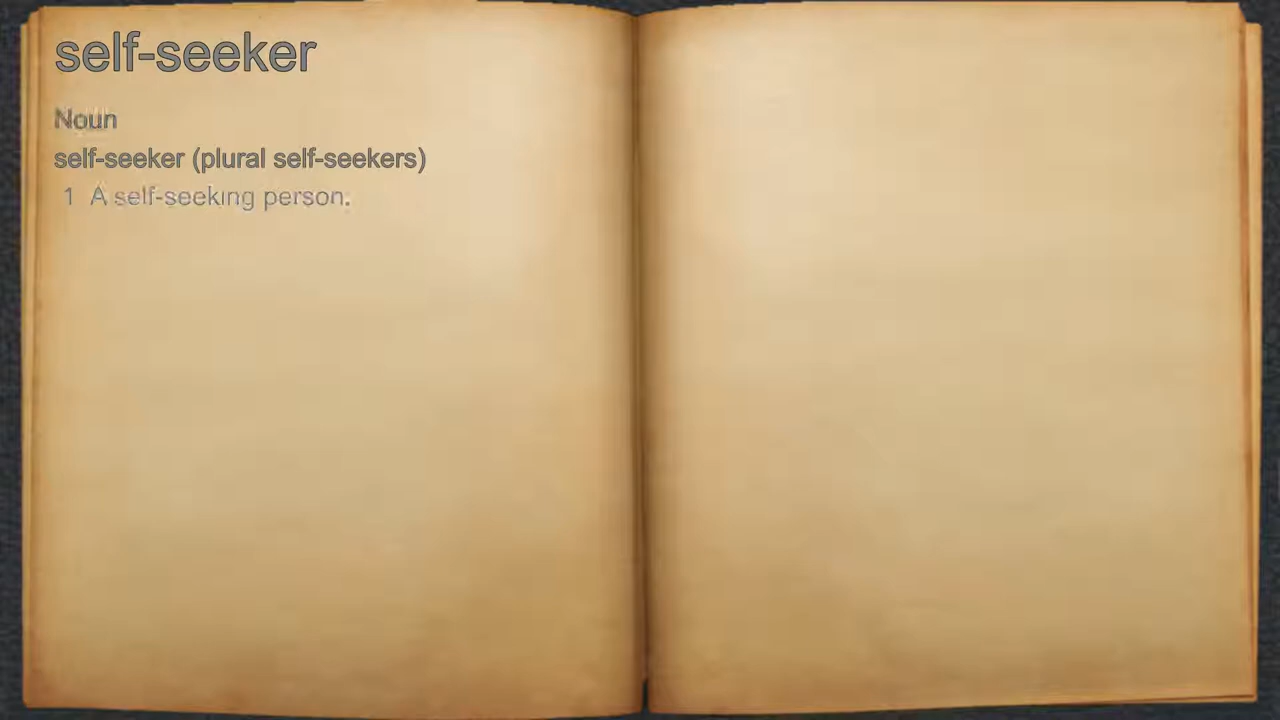 self-seeker
Noun
self-seeker (plural self-seekers)
1 A self-seeking person.